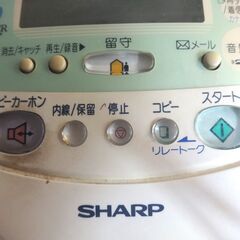 留守
消去/キャッチ
再生/録音
メール
ピーカーホン
内線/保留
停止
コピー
スタート
リレートーク
SHARP